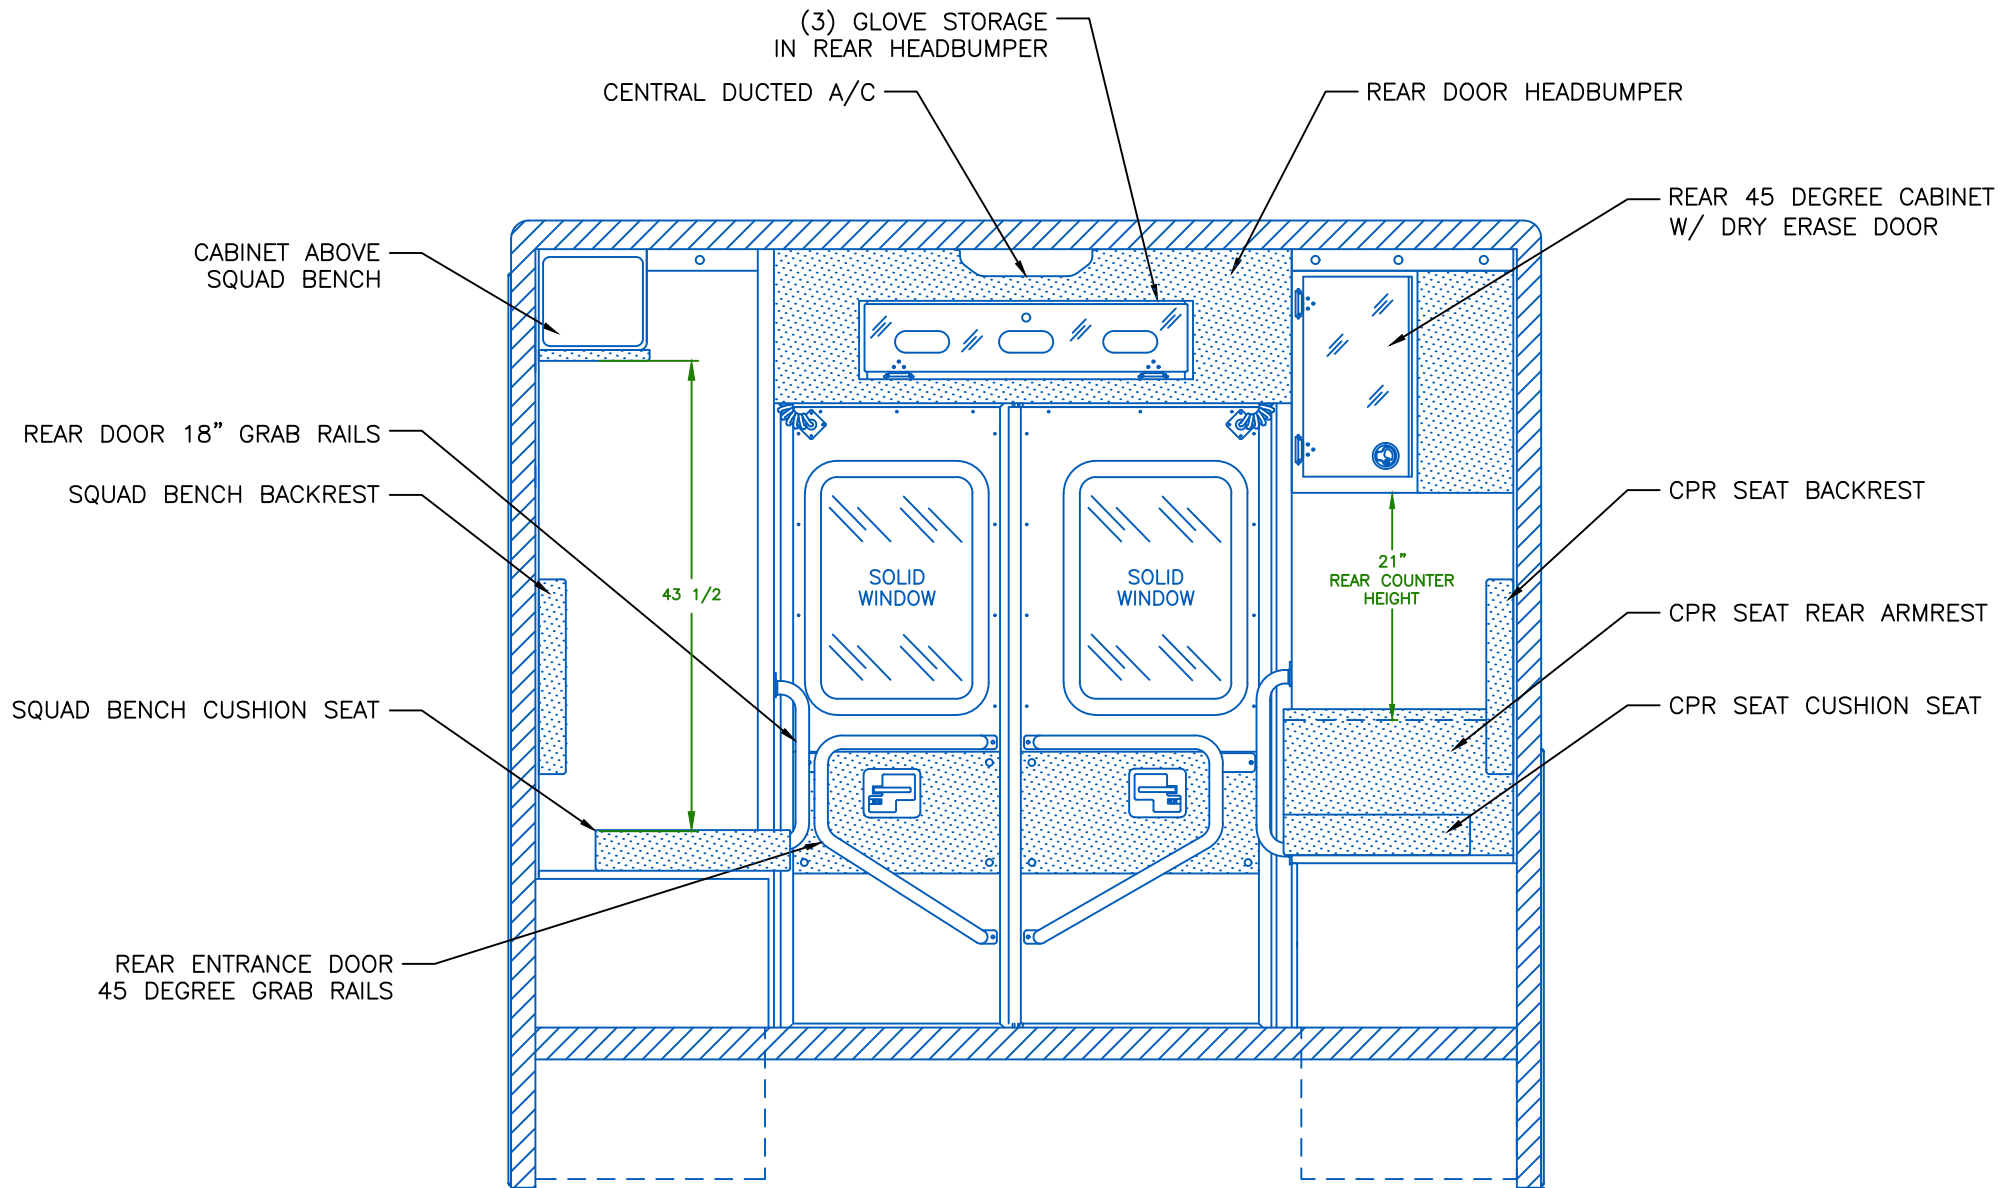 (3) GLOVE STORAGE
IN REAR HEADBUMPER
CENTRAL DUCTED A/C
REAR DOOR HEADBUMPER
REAR 45 DEGREE CABINET
W/ DRY ERASE DOOR
CABINET ABOVE
SQUAD BENCH
REAR DOOR 18" GRAB RAILS
SQUAD BENCH BACKREST
CPR SEAT BACKREST
SOLID
WINDOW
SOLID
WINDOW
43 1/2
21"
REAR COUNTER
HEIGHT
CPR SEAT REAR ARMREST
SQUAD BENCH CUSHION SEAT
CPR SEAT CUSHION SEAT
REAR ENTRANCE DOOR
45 DEGREE GRAB RAILS